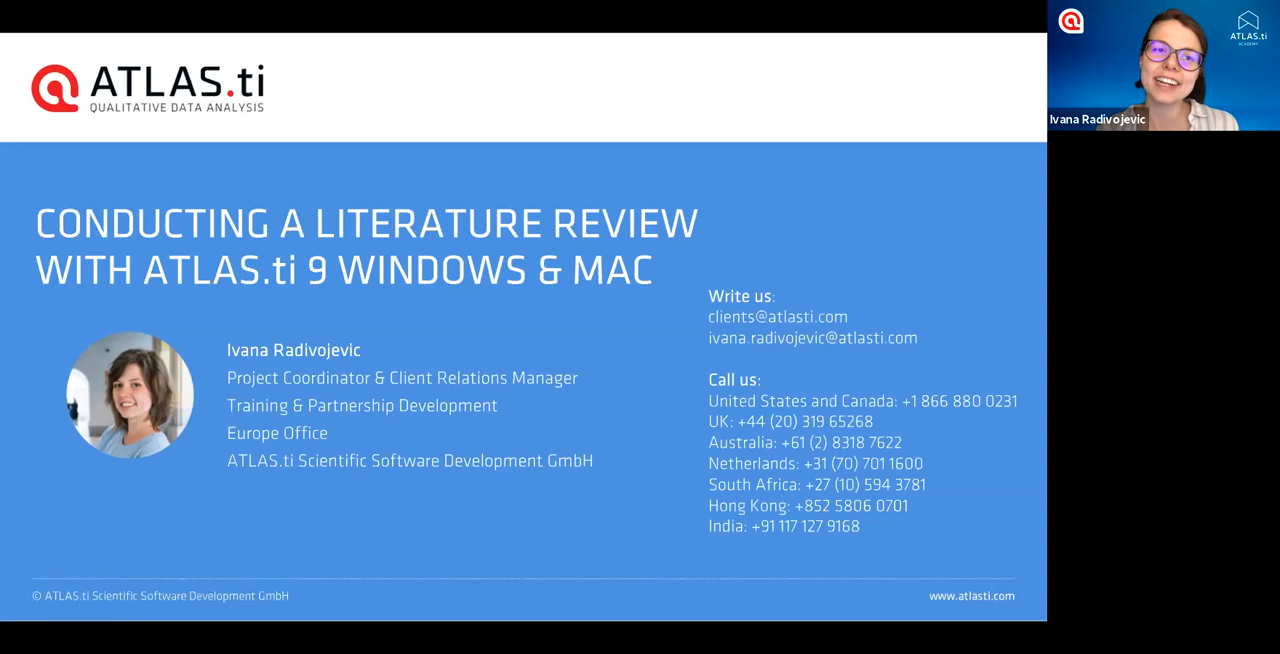 ATLAS.ti
QUALITATIVE DATA ANALYSIS
CONDUCTING A LITERATURE REVIEW
WITH ATLAS.ti 9 WINDOWS & MAC
Ivana Radivojevic
Project Coordinator & Client Relations Manager
Training & Partnership Development
Europe Office
ATLAS.ti Scientific Software Development GmbH
Write us:
clients@atlasti.com
ivana.radivojevic@atlasti.com
Call us:
United States and Canada: +1 866 880 0231
UK: +44 (20) 319 65268
Australia: +61 (2) 8318 7622
Netherlands: +31 (70) 701 1600
South Africa: +27 (10) 594 3781
Hong Kong: +852 5806 0701
India: +91 117 127 9168
© ATLAS.ti Scientific Software Development GmbH
www.atlasti.com
ATLAS.ti
ACADEMY
Ivana Radivojevic